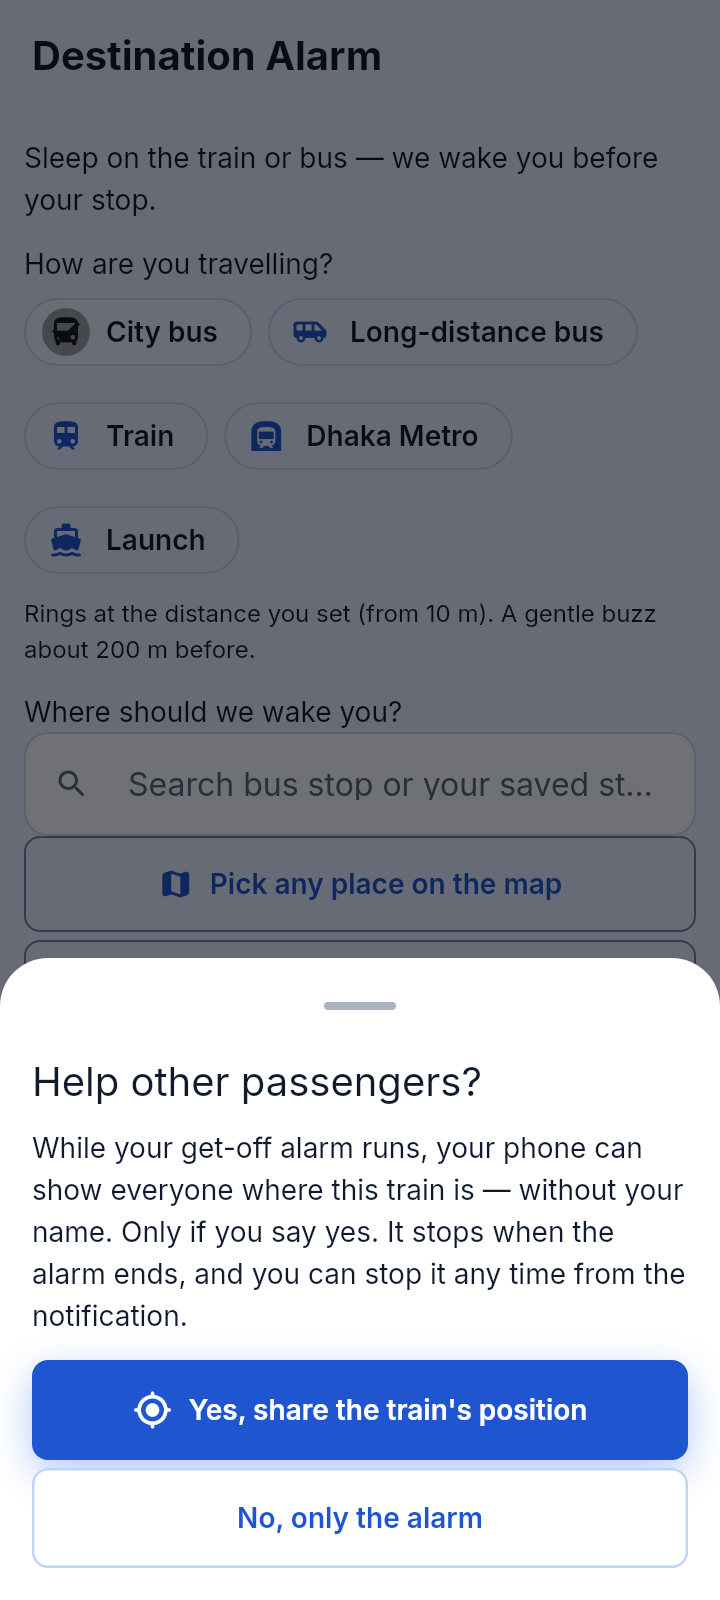 Destination Alarm
Sleep on the train or bus — we wake you before
your stop.
How are you travelling?
City bus
Long-distance bus
Train
Dhaka Metro
Launch
Rings at the distance you set (from 10 m). A gentle buzz
about 200 m before.
Where should we wake you?
Search bus stop or your saved st...
Pick any place on the map
Help other passengers?
While your get-off alarm runs, your phone can
show everyone where this train is — without your
name. Only if you say yes. It stops when the
alarm ends, and you can stop it any time from the
notification.
Yes, share the train's position
No, only the alarm